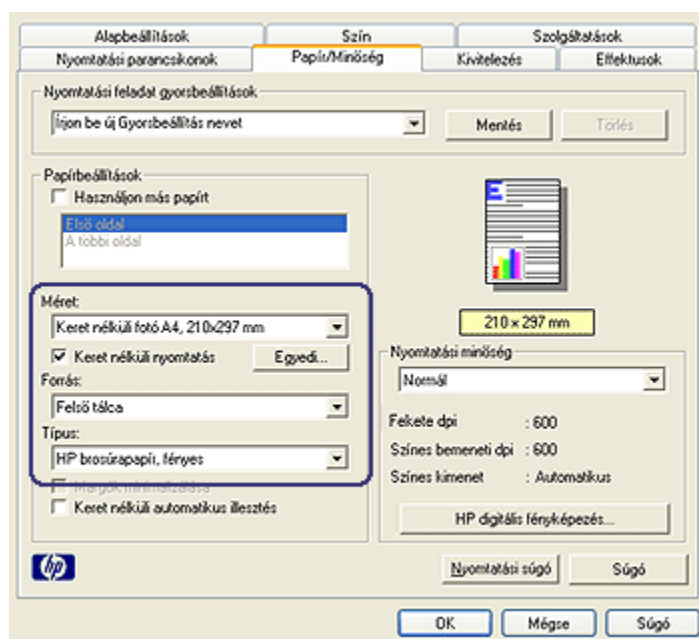 Alapbeállítások Szín Szolgáltatások
Nyomtatási parancsikonok Papír/Minőség Kivitelezés Effektusok
Nyomtatási feladat gyorsbeállítások
Írjon be új Gyorsbeállítás nevet Mentés Törlés
Papírbeállítások
Használjon más papírt
Első oldal
A többi oldal
Méret:
Keret nélküli fotó A4, 210x297 mm
Keret nélküli nyomtatás Egyedi...
Forrás:
Felső tálca
Típus:
HP brosúrapapír, fényes
Margók minimalizálása
Keret nélküli automatikus illesztés
E
210 x 297 mm
Nyomtatási minőség
Normál
Fekete dpi : 600
Színes bemeneti dpi : 600
Színes kimenet : Automatikus
HP digitális fényképezés...
hp
Nyomtatási súgó Súgó
OK Mégse Súgó